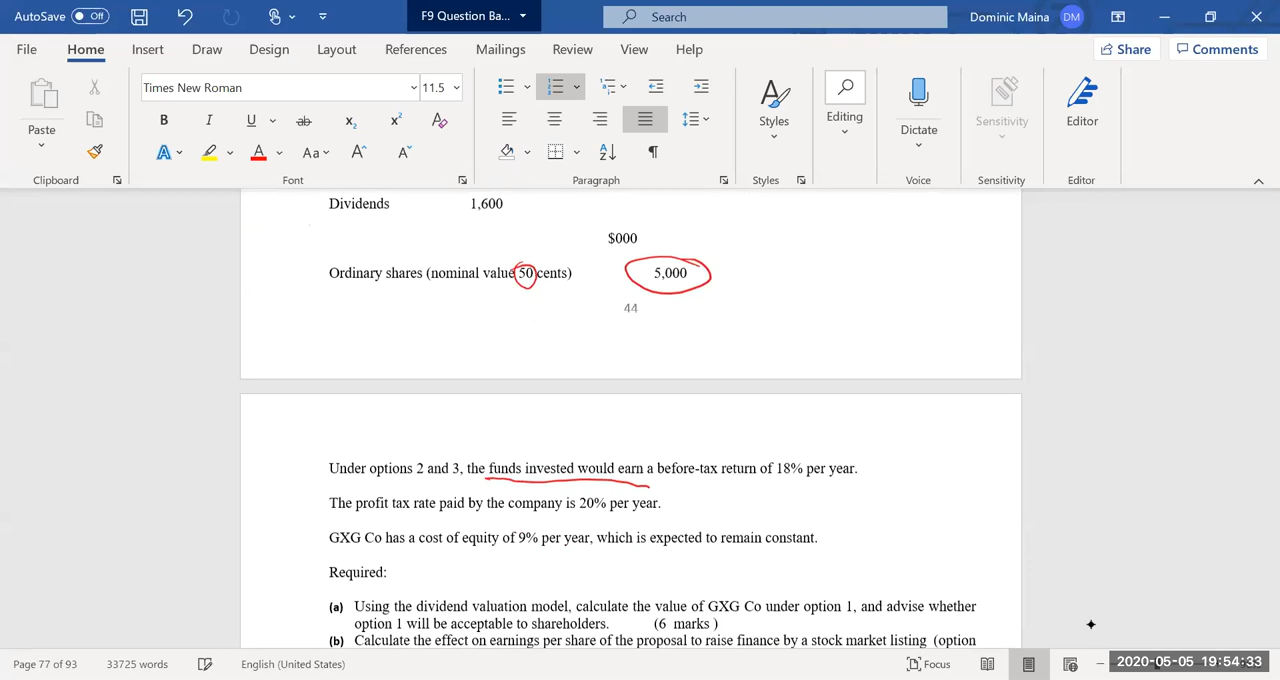 AutoSave Off F9 Question Ba... Search Dominic Maina DM
File Home Insert Draw Design Layout References Mailings Review View Help Share Comments
Times New Roman 11.5
Paste Styles Editing Dictate Sensitivity Editor
Clipboard Font Paragraph Styles Voice Sensitivity Editor
Dividends 1,600
$000
Ordinary shares (nominal value 50 cents) 5,000
44
Under options 2 and 3, the funds invested would earn a before-tax return of 18% per year.
The profit tax rate paid by the company is 20% per year.
GXG Co has a cost of equity of 9% per year, which is expected to remain constant.
Required:
(a) Using the dividend valuation model, calculate the value of GXG Co under option 1, and advise whether
option 1 will be acceptable to shareholders. (6 marks )
(b) Calculate the effect on earnings per share of the proposal to raise finance by a stock market listing (option
Page 77 of 93 33725 words English (United States) Focus 2020-05-05 19:54:33